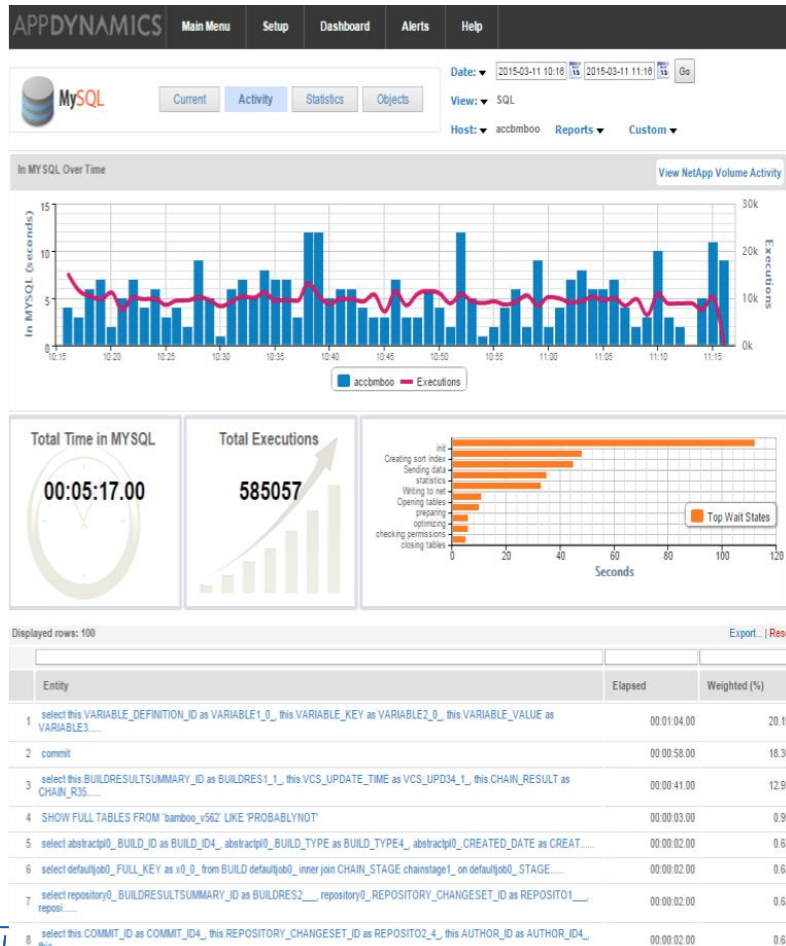 APPDYNAMICS Main Menu Setup Dashboard Alerts Help
MySQL
Current Activity Statistics Objects
Date: 2015-03-11 10:16 2015-03-11 11:16 Go
View: SQL
Host: accbmboo Reports Custom
In MYSQL Over Time
View NetApp Volume Activity
In MYSQL (seconds)
15
10
5
0
30k
20k
10k
0k
Executions
10:15 10:20 10:25 10:30 10:35 10:40 10:45 10:50 10:55 11:00 11:05 11:10 11:15
accbmboo Executions
Total Time in MYSQL
00:05:17.00
Total Executions
585057
init
Creating sort index
Sending data
statistics
Writing to net
Opening tables
preparing
optimizing
checking permissions
closing tables
0 20 40 60 80 100 120
Seconds
Top Wait States
Displayed rows: 100
Export... | Res
Entity Elapsed Weighted (%)
1 select this.VARIABLE_DEFINITION_ID as VARIABLE1_0_, this.VARIABLE_KEY as VARIABLE2_0_, this.VARIABLE_VALUE as
VARIABLE3...... 00:01:04.00 20.1
2 commit 00:00:58.00 18.3
3 select this.BUILDRESULTSUMMARY_ID as BUILDRES1_1_, this.VCS_UPDATE_TIME as VCS_UPD34_1_, this.CHAIN_RESULT as
CHAIN_R35...... 00:00:41.00 12.9
4 SHOW FULL TABLES FROM `bamboo_v562` LIKE 'PROBABLYNOT' 00:00:03.00 0.9
5 select abstractpl0_.BUILD_ID as BUILD_ID4_, abstractpl0_.BUILD_TYPE as BUILD_TYPE4_, abstractpl0_.CREATED_DATE as CREAT...... 00:00:02.00 0.6
6 select defaultjob0_.FULL_KEY as x0_0_ from BUILD defaultjob0_ inner join CHAIN_STAGE chainstage1_ on defaultjob0_.STAGE...... 00:00:02.00 0.6
7 select repository0_.BUILDRESULTSUMMARY_ID as BUILDRES2___, repository0_.REPOSITORY_CHANGESET_ID as REPOSITO1___,
reposi...... 00:00:02.00 0.6
8 select this.COMMIT_ID as COMMIT_ID4_, this.REPOSITORY_CHANGESET_ID as REPOSITO2_4_, this.AUTHOR_ID as AUTHOR_ID4_,
00:00:02.00 0.6